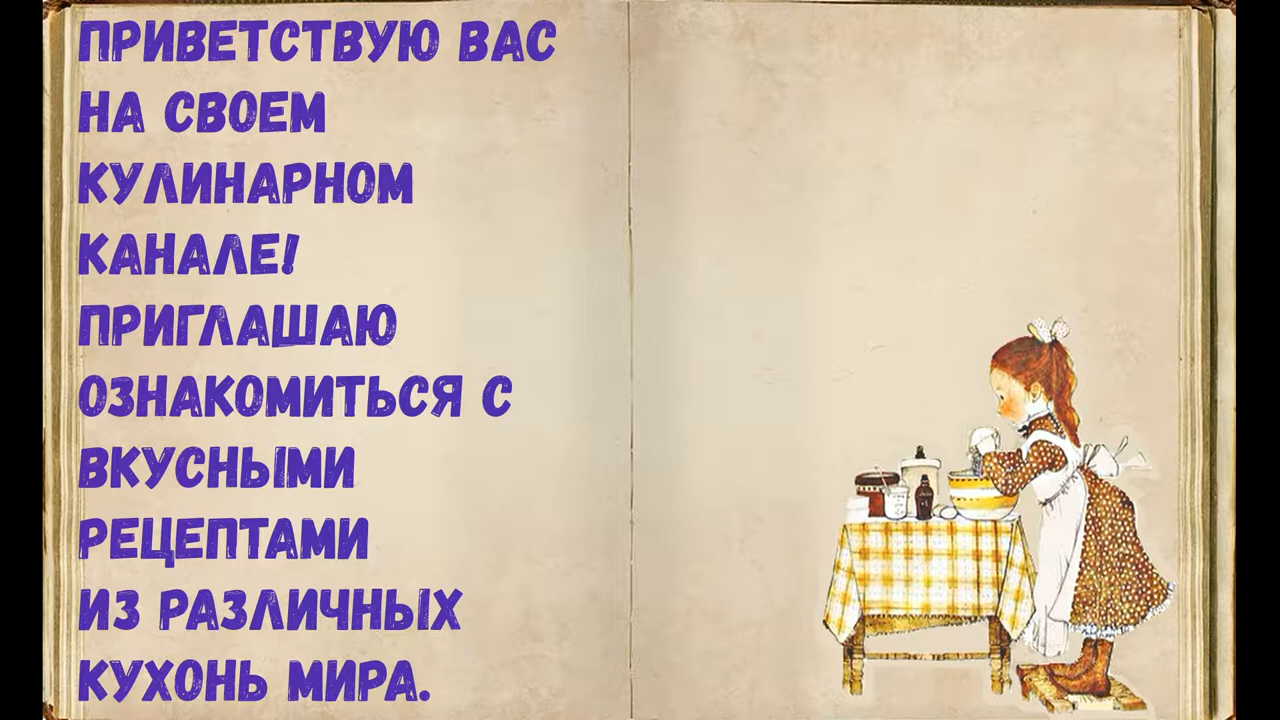 ПРИВЕТСТВУЮ ВАС
НА СВОЕМ
КУЛИНАРНОМ
КАНАЛЕ!
ПРИГЛАШАЮ
ОЗНАКОМИТЬСЯ С
ВКУСНЫМИ
РЕЦЕПТАМИ
ИЗ РАЗЛИЧНЫХ
КУХОНЬ МИРА.